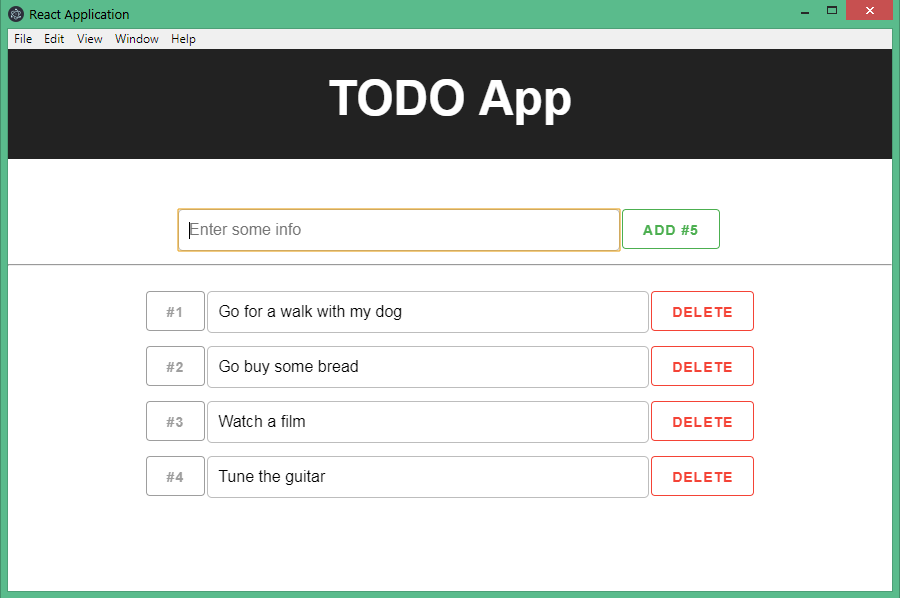 React Application
File Edit View Window Help
TODO App
Enter some info ADD #5
#1 Go for a walk with my dog DELETE
#2 Go buy some bread DELETE
#3 Watch a film DELETE
#4 Tune the guitar DELETE